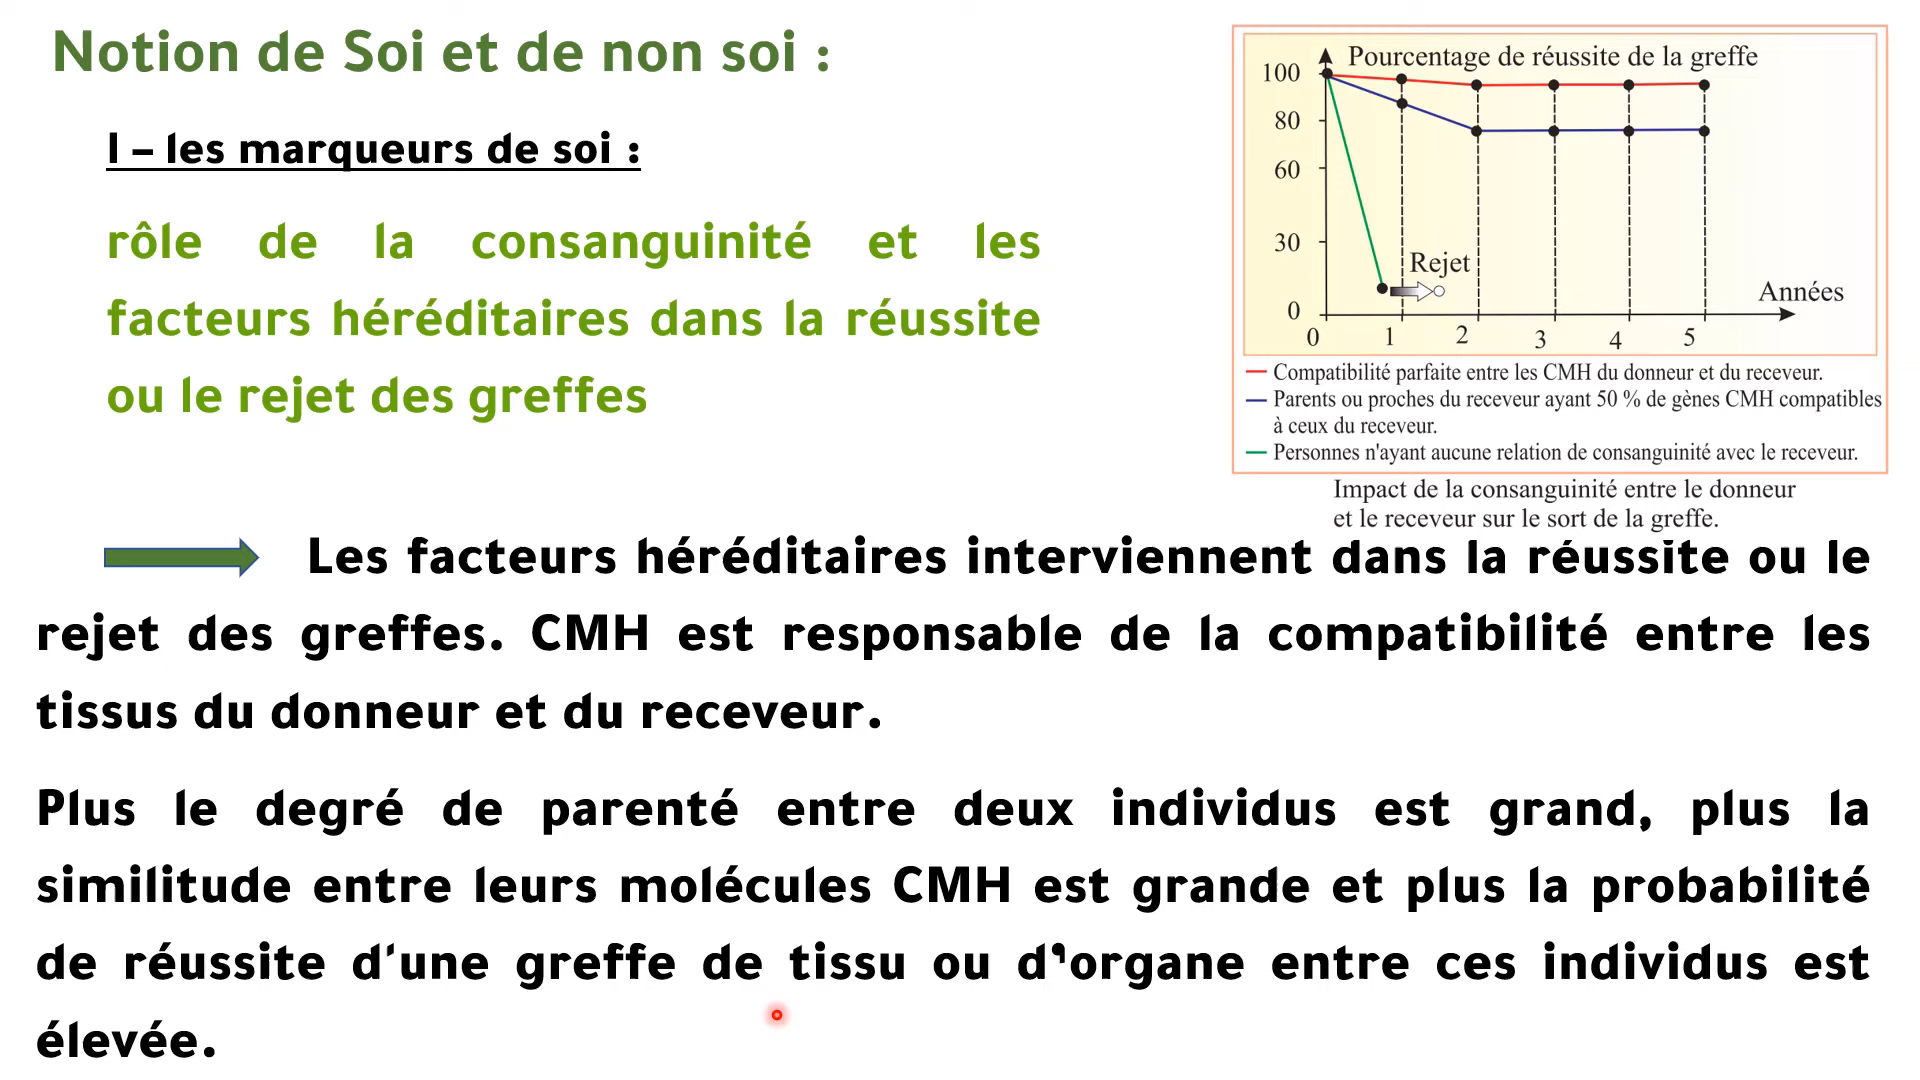 Notion de Soi et de non soi :
I – les marqueurs de soi :
rôle de la consanguinité et les
facteurs héréditaires dans la réussite
ou le rejet des greffes
Pourcentage de réussite de la greffe
100
80
60
30
0
Rejet
Années
0 1 2 3 4 5
Compatibilité parfaite entre les CMH du donneur et du receveur.
Parents ou proches du receveur ayant 50 % de gènes CMH compatibles
à ceux du receveur.
Personnes n'ayant aucune relation de consanguinité avec le receveur.
Impact de la consanguinité entre le donneur
et le receveur sur le sort de la greffe.
Les facteurs héréditaires interviennent dans la réussite ou le
rejet des greffes. CMH est responsable de la compatibilité entre les
tissus du donneur et du receveur.
Plus le degré de parenté entre deux individus est grand, plus la
similitude entre leurs molécules CMH est grande et plus la probabilité
de réussite d'une greffe de tissu ou d‛organe entre ces individus est
élevée.